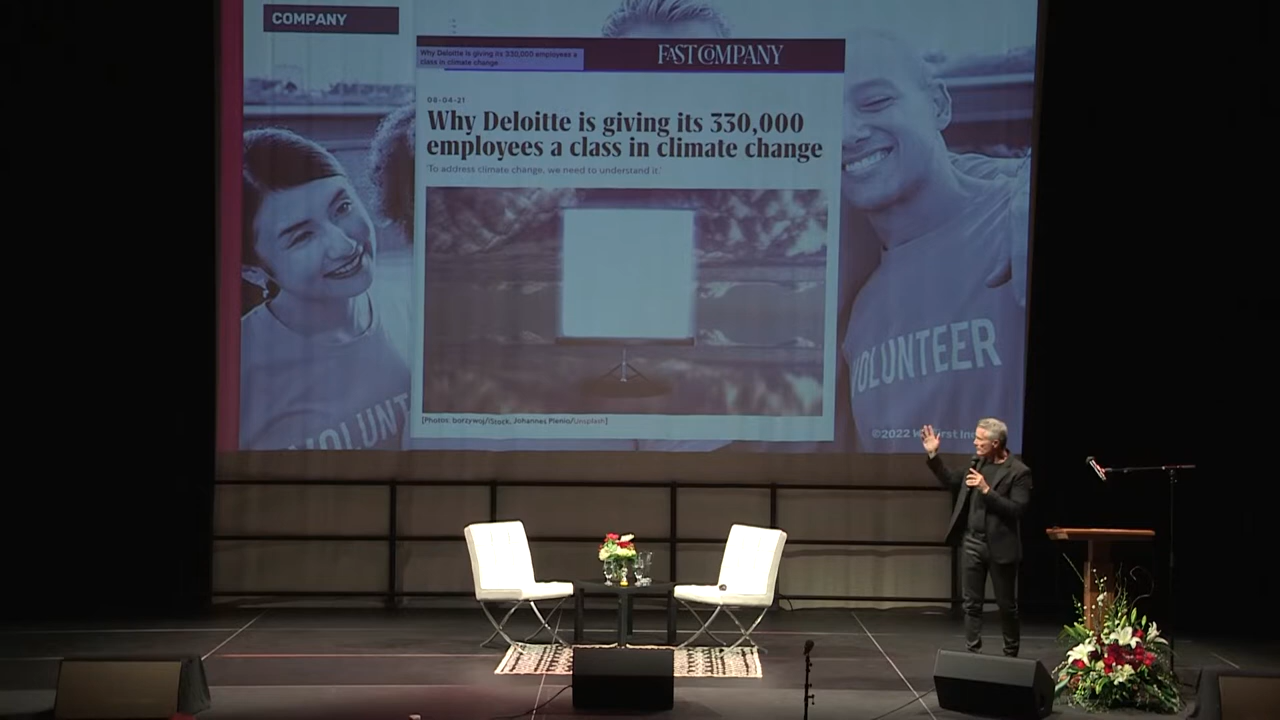 COMPANY
Why Deloitte is giving its 330,000 employees a
class in climate change
FAST COMPANY
08-04-21
Why Deloitte is giving its 330,000
employees a class in climate change
'To address climate change, we need to understand it.'
[Photos: borzywoj/iStock, Johannes Plenio/Unsplash]
VOLUNT
VOLUNTEER
©2022